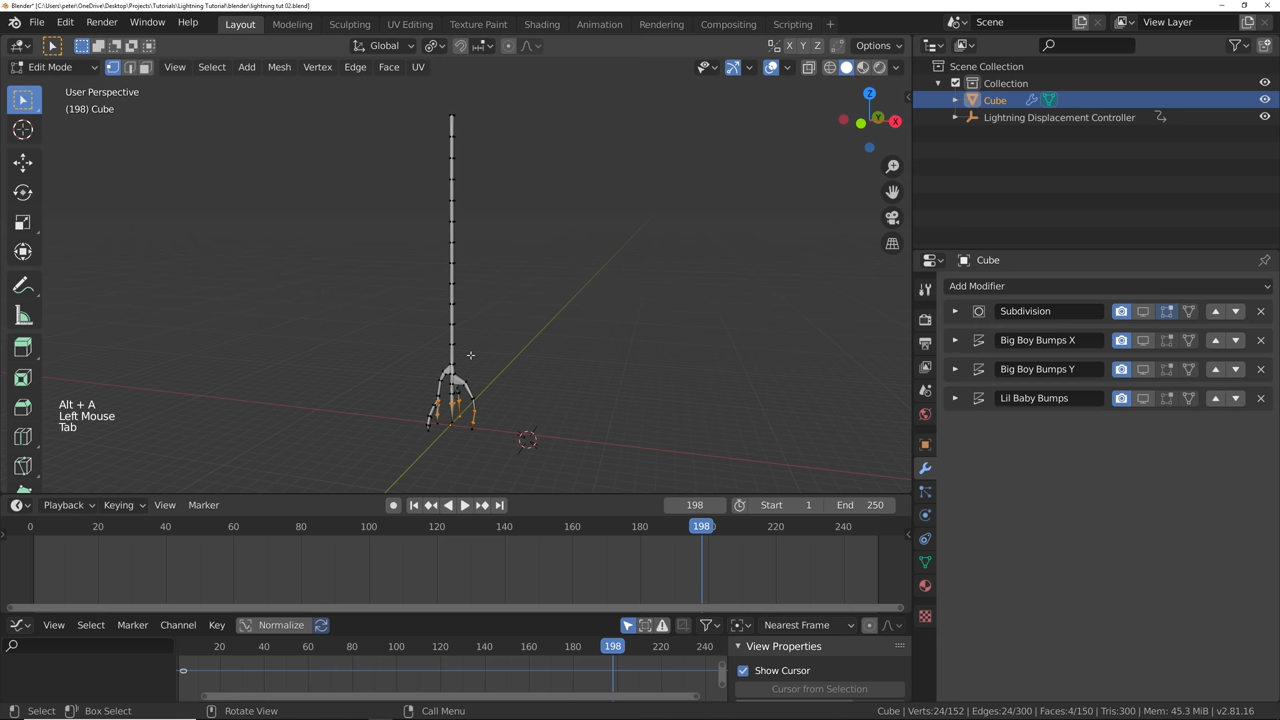 Blender* [C:\Users\peter\OneDrive\Desktop\Projects\Tutorials\Lightning Tutorial\blender\lightning tut 02.blend]
File Edit Render Window Help Layout Modeling Sculpting UV Editing Texture Paint Shading Animation Rendering Compositing Scripting + Scene View Layer
Global X Y Z Options
Edit Mode View Select Add Mesh Vertex Edge Face UV
Scene Collection
Collection
Cube
Lightning Displacement Controller
User Perspective
(198) Cube
Z
Y
X
Cube
Add Modifier
Subdivision
Big Boy Bumps X
Big Boy Bumps Y
Lil Baby Bumps
Alt + A
Left Mouse
Tab
Playback Keying View Marker 198 Start 1 End 250
0 20 40 60 80 100 120 140 160 180 198 220 240
View Select Marker Channel Key Normalize Nearest Frame
20 40 60 80 100 120 140 160 180 198 220 240
View Properties
Show Cursor
Cursor from Selection
Select Box Select Rotate View Call Menu Cube | Verts:24/152 | Edges:24/300 | Faces:4/150 | Tris:300 | Mem: 45.3 MiB | v2.81.16